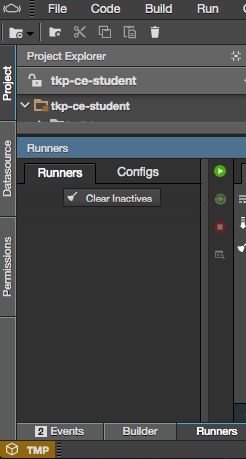 File Code Build Run
Project Explorer
tkp-ce-student
tkp-ce-student
Project
Datasource
Permissions
Runners
Runners Configs
Clear Inactives
2 Events Builder Runners
TMP